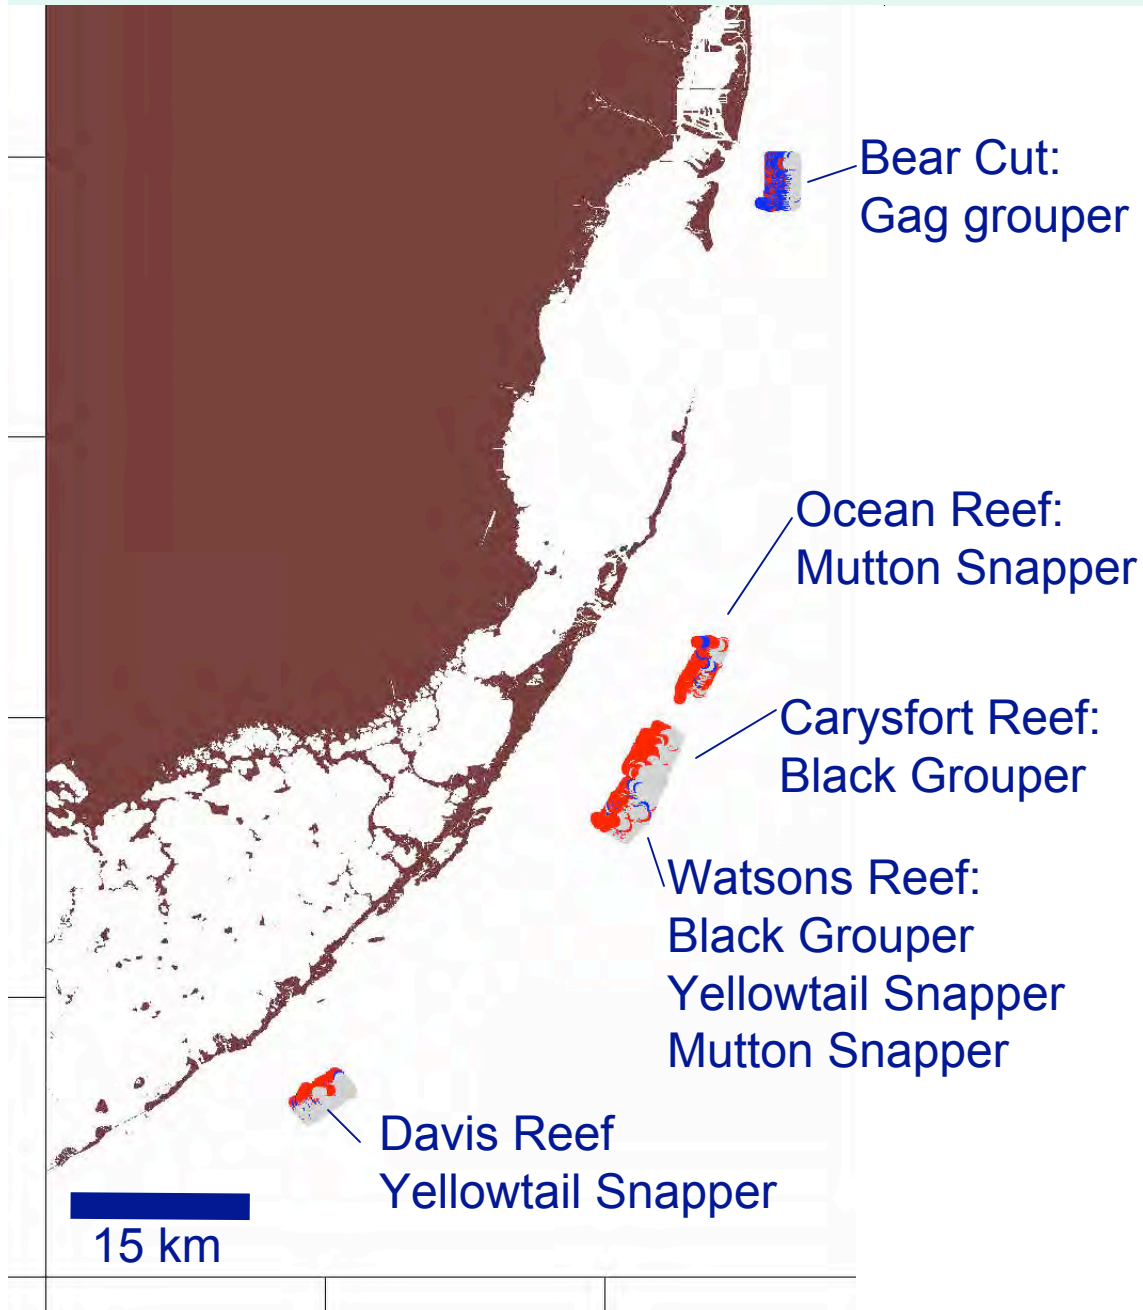 Bear Cut:
Gag grouper
Ocean Reef:
Mutton Snapper
Carysfort Reef:
Black Grouper
Watsons Reef:
Black Grouper
Yellowtail Snapper
Mutton Snapper
Davis Reef
Yellowtail Snapper
15 km